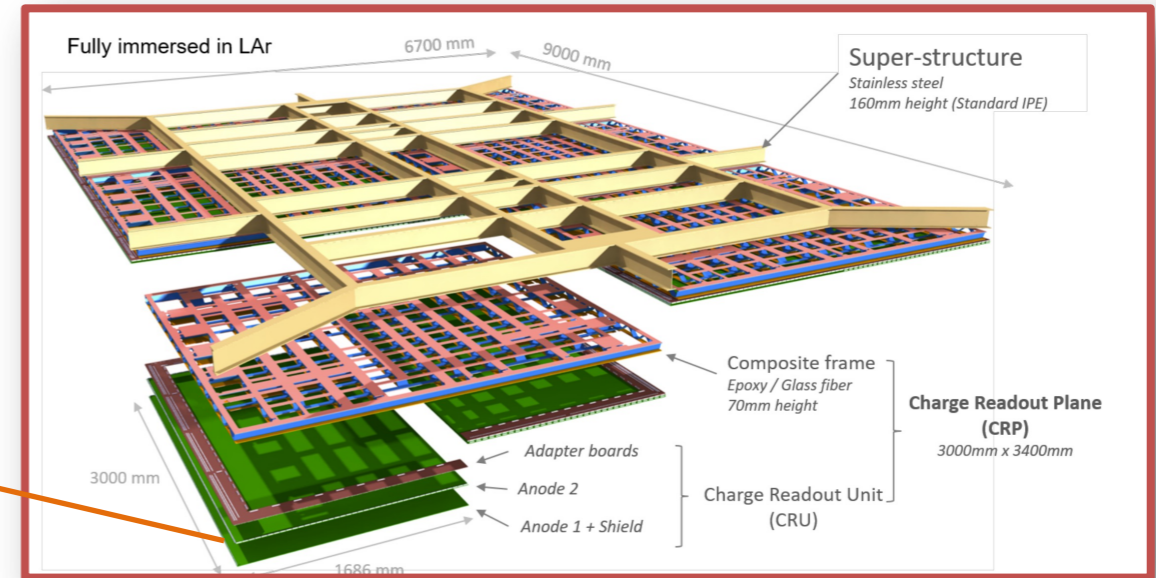 Fully immersed in LAr
6700 mm
9000 mm
Super-structure
Stainless steel
160mm height (Standard IPE)
Composite frame
Epoxy / Glass fiber
70mm height
Charge Readout Plane
(CRP)
3000mm x 3400mm
Adapter boards
Anode 2
Anode 1 + Shield
Charge Readout Unit
(CRU)
3000 mm
1686 mm